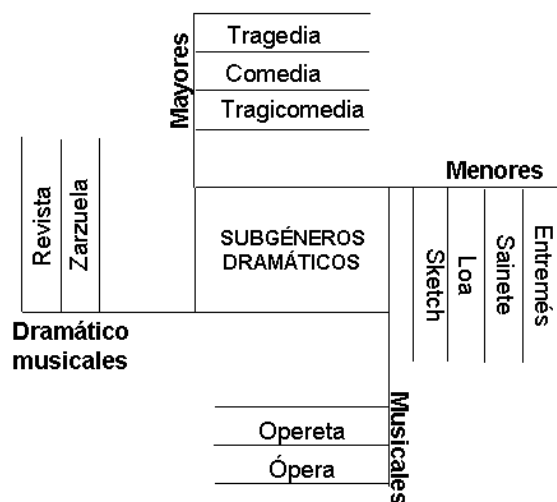 Mayores
Tragedia
Comedia
Tragicomedia
Menores
Sketch
Loa
Sainete
Entremés
SUBGÉNEROS
DRAMÁTICOS
Revista
Zarzuela
Dramático
musicales
Musicales
Opereta
Ópera